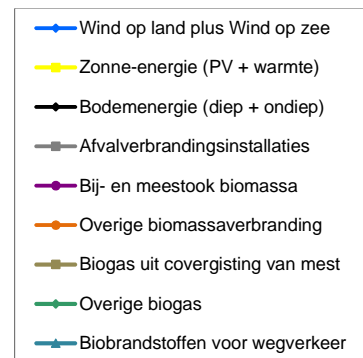 Wind op land plus Wind op zee
Zonne-energie (PV + warmte)
Bodemenergie (diep + ondiep)
Afvalverbrandingsinstallaties
Bij- en meestook biomassa
Overige biomassaverbranding
Biogas uit covergisting van mest
Overige biogas
Biobrandstoffen voor wegverkeer